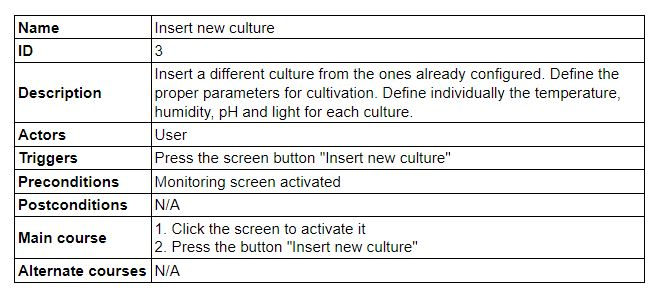 Name Insert new culture
ID 3
Insert a different culture from the ones already configured. Define the
Description proper parameters for cultivation. Define individually the temperature,
humidity, pH and light for each culture.
Actors User
Triggers Press the screen button "Insert new culture"
Preconditions Monitoring screen activated
Postconditions N/A
Main course 1. Click the screen to activate it
2. Press the button "Insert new culture"
Alternate courses N/A